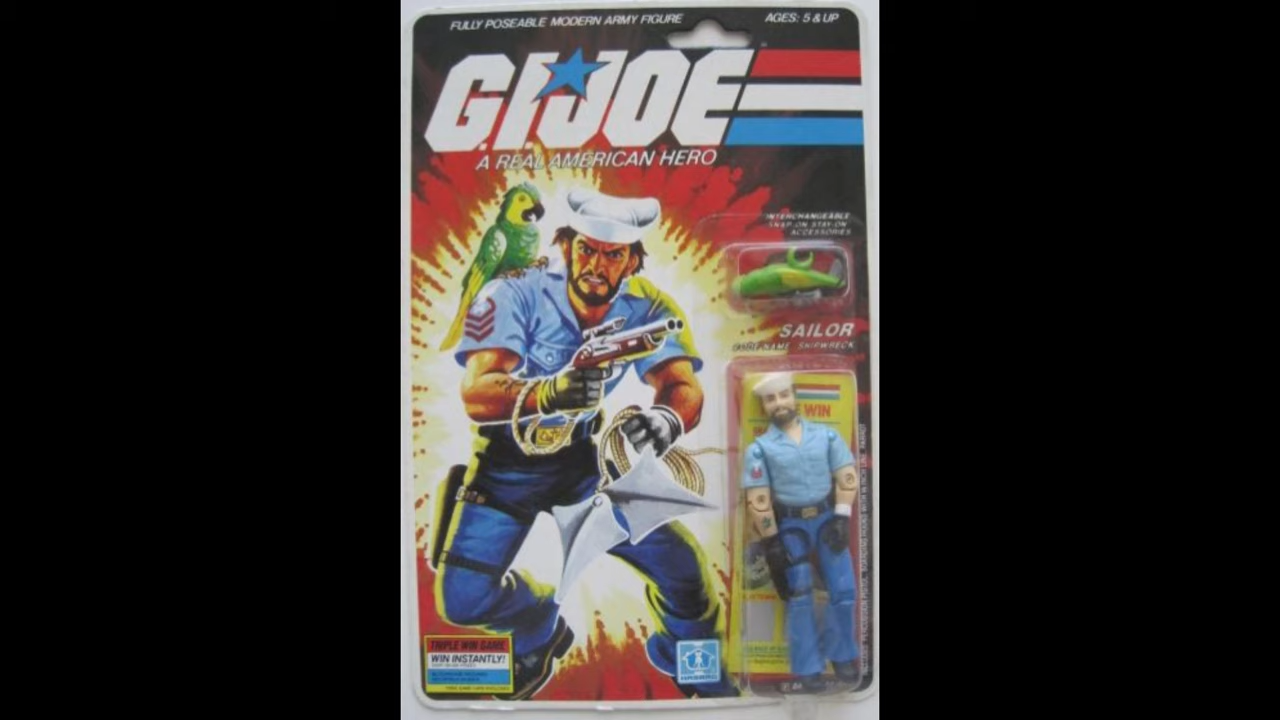 FULLY POSEABLE MODERN ARMY FIGURE
AGES: 5 & UP
G.I. JOE
A REAL AMERICAN HERO
INTERCHANGEABLE
SNAP-ON STAY-ON
ACCESSORIES
SAILOR
CODE NAME: SHIPWRECK
WIN
TRIPLE WIN GAME
WIN INSTANTLY!
HASBRO